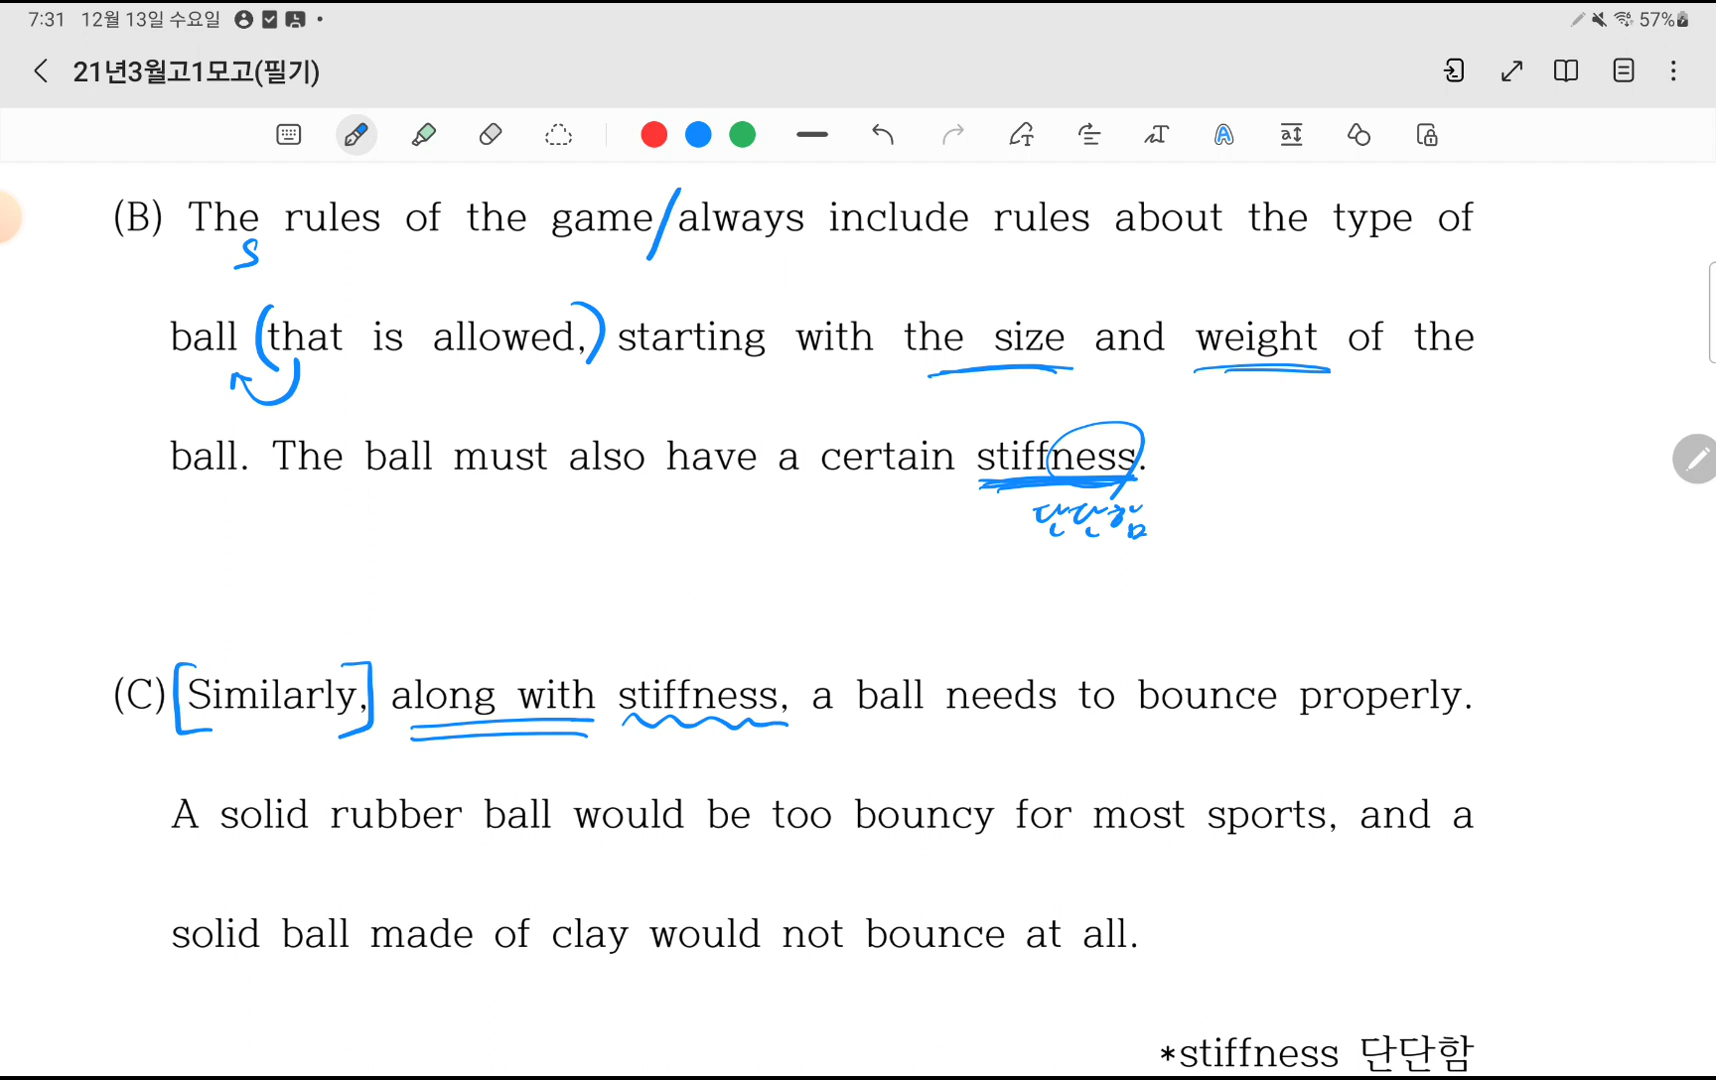 7:31 12월 13일 수요일 57%
21년3월고1모고(필기)
(B) The rules of the game / always include rules about the type of
S
ball (that is allowed,) starting with the size and weight of the
ball. The ball must also have a certain stiffness.
단단함
(C) [Similarly,] along with stiffness, a ball needs to bounce properly.
A solid rubber ball would be too bouncy for most sports, and a
solid ball made of clay would not bounce at all.
*stiffness 단단함